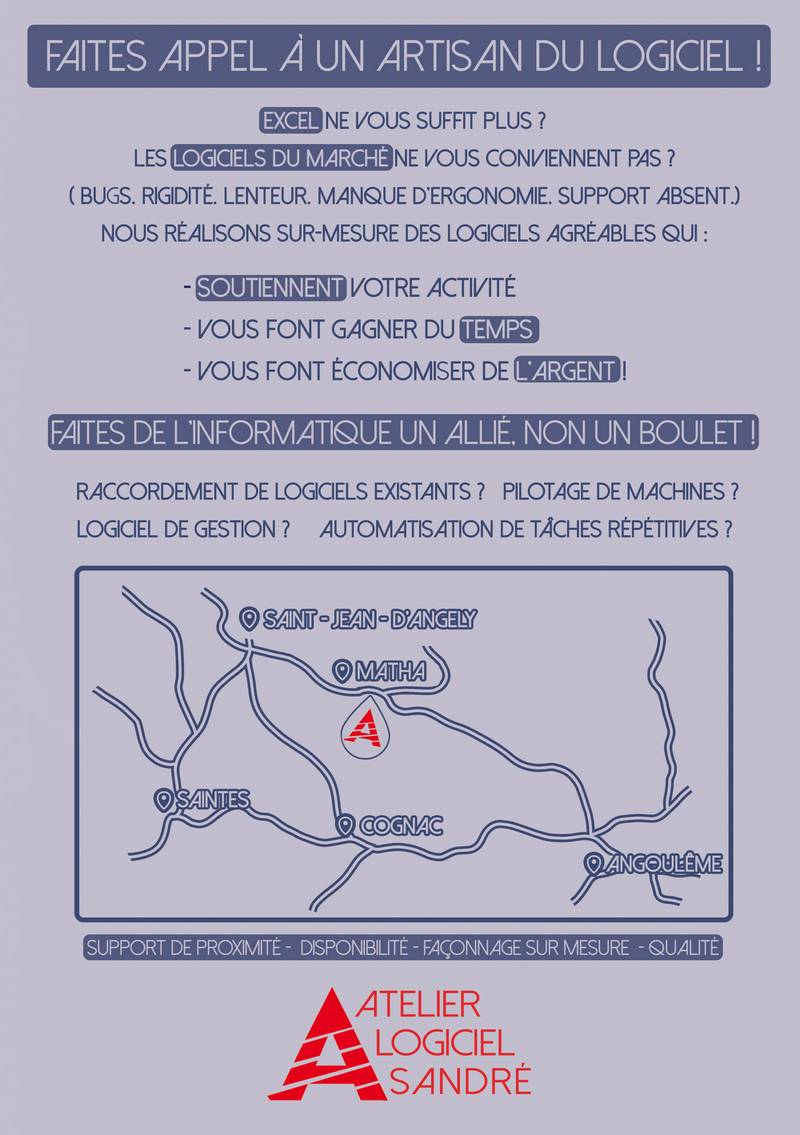 FAITES APPEL À UN ARTISAN DU LOGICIEL !
EXCEL NE VOUS SUFFIT PLUS ?
LES LOGICIELS DU MARCHÉ NE VOUS CONVIENNENT PAS ?
( BUGS. RIGIDITÉ. LENTEUR. MANQUE D'ERGONOMIE. SUPPORT ABSENT.)
NOUS RÉALISONS SUR-MESURE DES LOGICIELS AGRÉABLES QUI :
- SOUTIENNENT VOTRE ACTIVITÉ
- VOUS FONT GAGNER DU TEMPS
- VOUS FONT ÉCONOMISER DE L'ARGENT !
FAITES DE L'INFORMATIQUE UN ALLIÉ, NON UN BOULET !
RACCORDEMENT DE LOGICIELS EXISTANTS ? PILOTAGE DE MACHINES ?
LOGICIEL DE GESTION ? AUTOMATISATION DE TÂCHES RÉPÉTITIVES ?
SAINT-JEAN-D'ANGELY
MATHA
SAINTES
COGNAC
ANGOULÊME
SUPPORT DE PROXIMITÉ - DISPONIBILITÉ - FAÇONNAGE SUR MESURE - QUALITÉ
ATELIER
LOGICIEL
SANDRÉ